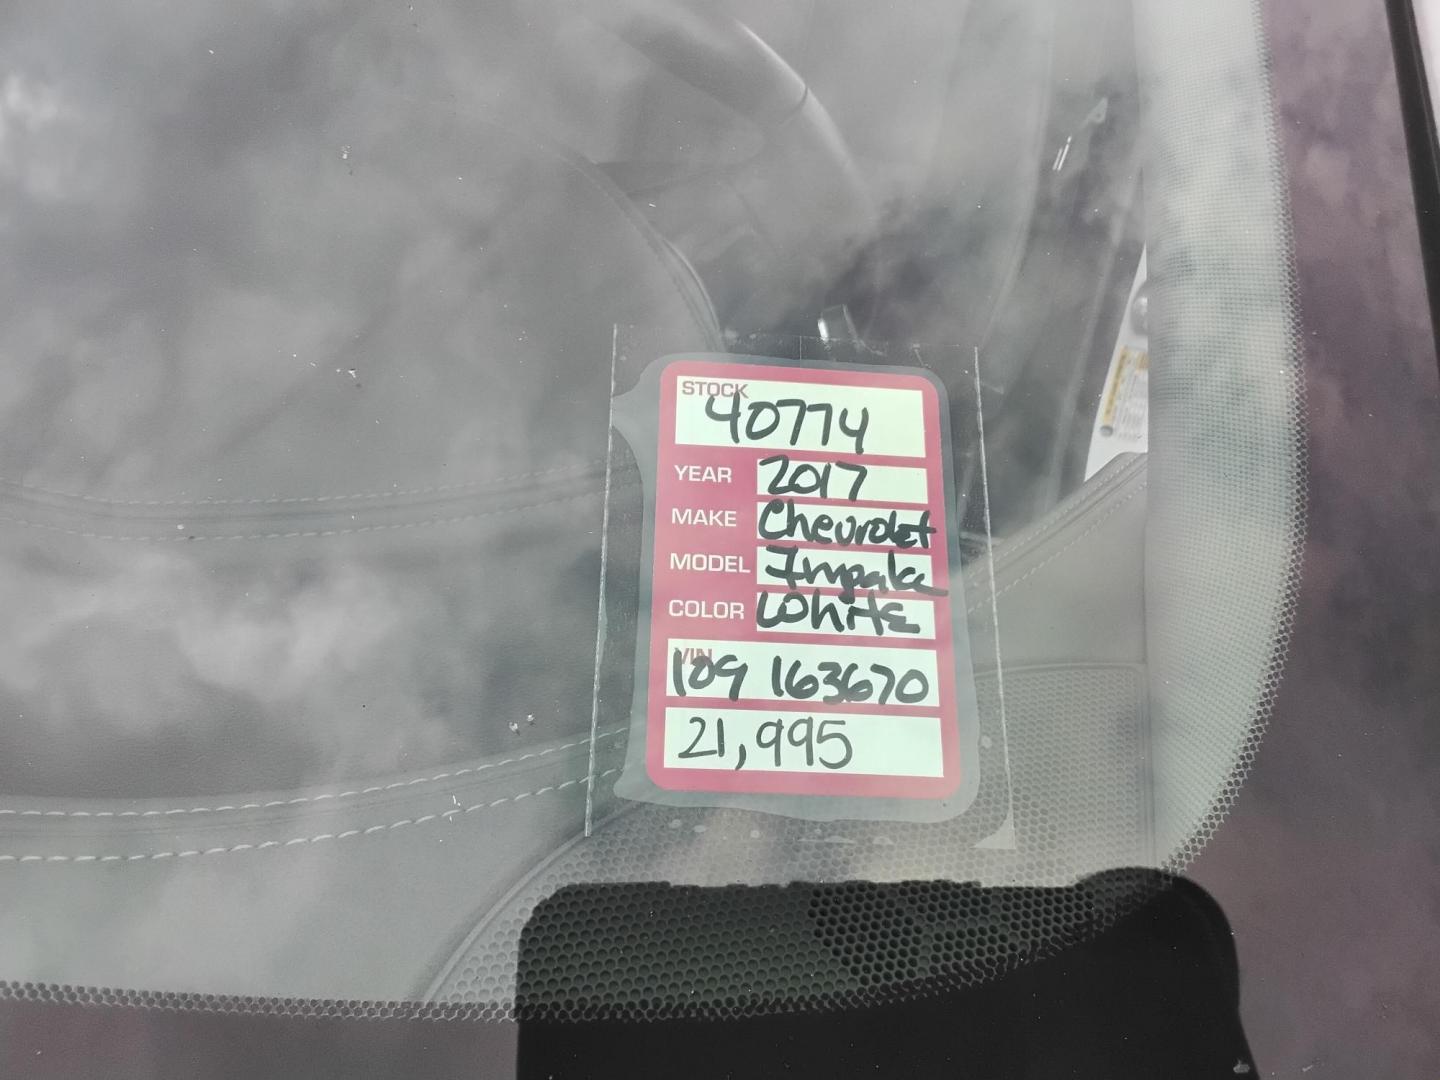 STOCK
40774
YEAR 2017
MAKE Chevrolet
MODEL Impala
COLOR White
VIN
109 163670
21,995